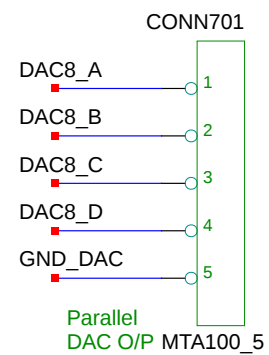 CONN701
DAC8_A
1
DAC8_B
2
DAC8_C
3
DAC8_D
4
GND_DAC
5
Parallel
DAC O/P MTA100_5